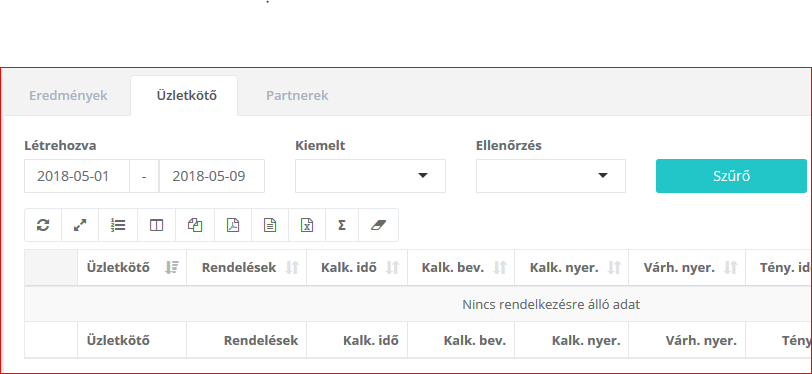 Eredmények Üzletkötő Partnerek
Létrehozva Kiemelt Ellenőrzés
2018-05-01 - 2018-05-09 Szűrő
Σ
Üzletkötő Rendelések Kalk. idő Kalk. bev. Kalk. nyer. Várh. nyer. Tény. id
Nincs rendelkezésre álló adat
Üzletkötő Rendelések Kalk. idő Kalk. bev. Kalk. nyer. Várh. nyer. Tény